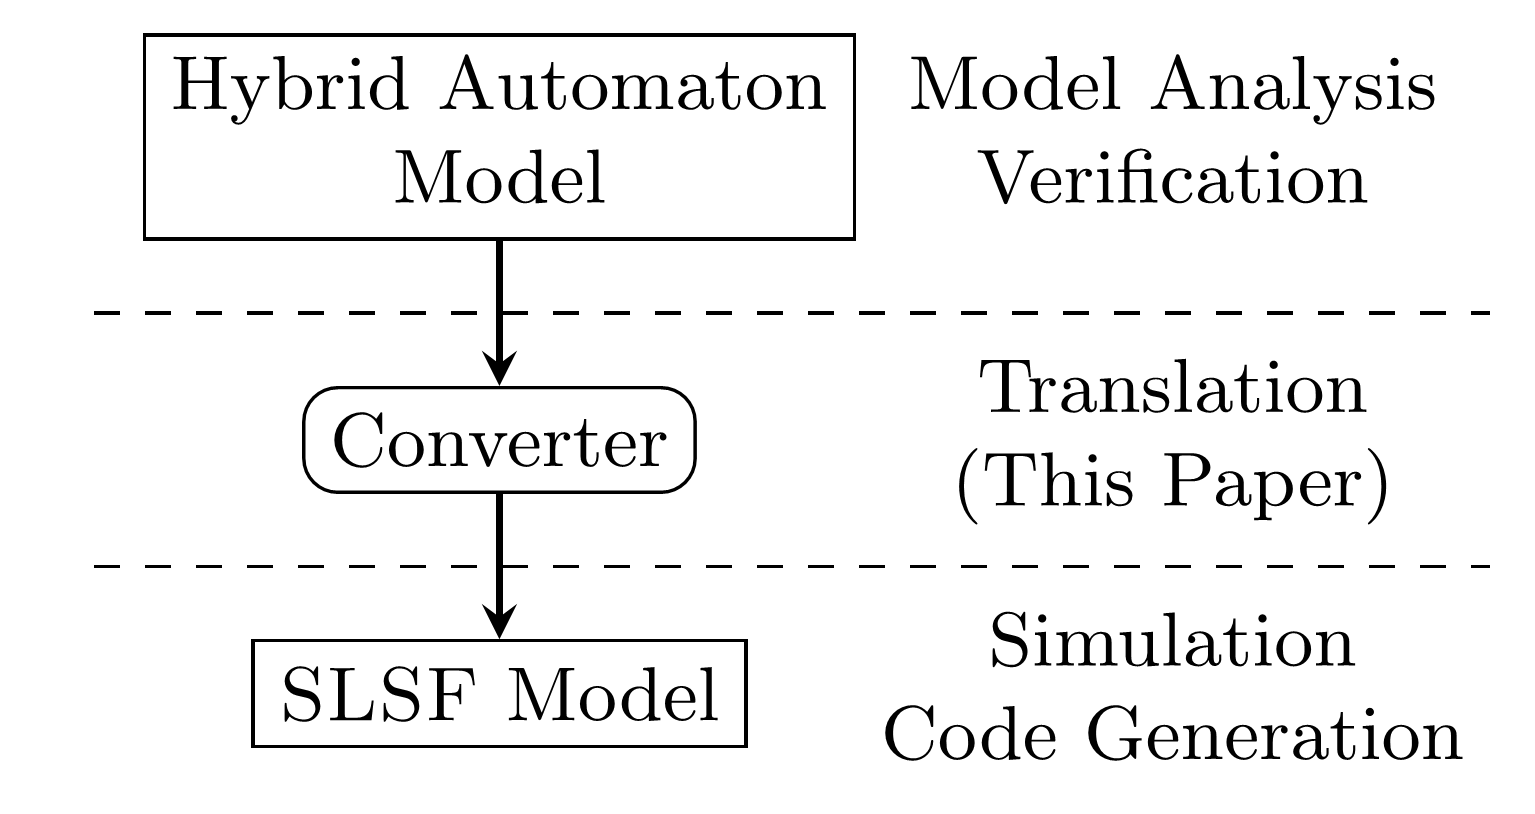 Hybrid Automaton
Model
Model Analysis
Verification
Converter
Translation
(This Paper)
SLSF Model
Simulation
Code Generation